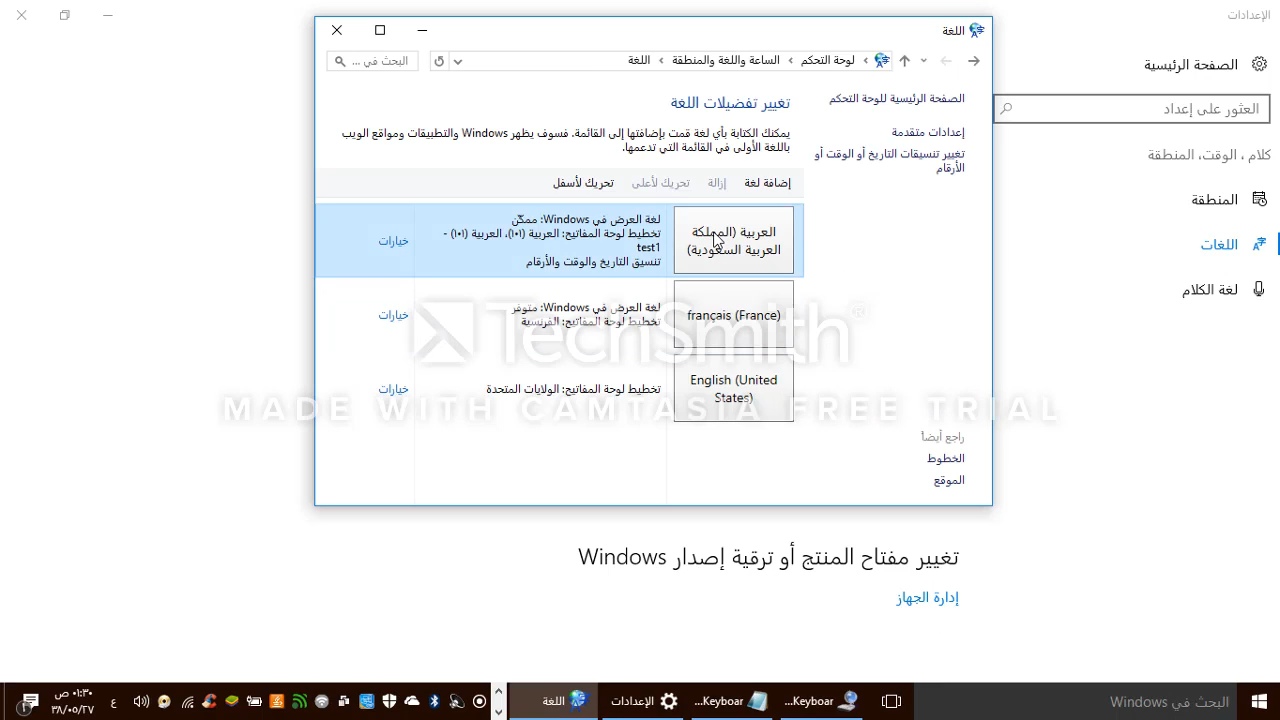 الإعدادات
الصفحة الرئيسية
العثور على إعداد
كلام ، الوقت، المنطقة
المنطقة
اللغات
لغة الكلام
اللغة
لوحة التحكم
الساعة واللغة والمنطقة
اللغة
البحث في ...
الصفحة الرئيسية للوحة التحكم
إعدادات متقدمة
تغيير تنسيقات التاريخ أو الوقت أو
الأرقام
تغيير تفضيلات اللغة
يمكنك الكتابة بأي لغة قمت بإضافتها إلى القائمة. فسوف يظهر Windows والتطبيقات ومواقع الويب
باللغة الأولى في القائمة التي تدعمها.
إضافة لغة
إزالة
تحريك لأعلى
تحريك لأسفل
العربية (المملكة
العربية السعودية)
لغة العرض في Windows: ممكّن
تخطيط لوحة المفاتيح: العربية (١٠١)، العربية (١٠١) -
test1
تنسيق التاريخ والوقت والأرقام
خيارات
français (France)
لغة العرض في Windows: متوفر
تخطيط لوحة المفاتيح: الفرنسية
خيارات
English (United
States)
تخطيط لوحة المفاتيح: الولايات المتحدة
خيارات
راجع أيضاً
الخطوط
الموقع
TechSmith®
MADE WITH CAMTASIA FREE TRIAL
تغيير مفتاح المنتج أو ترقية إصدار Windows
إدارة الجهاز
البحث في Windows
Keyboar...
Keyboar...
الإعدادات
اللغة
ع
٠١:٣٠ ص
٣٨/٠٥/٢٧